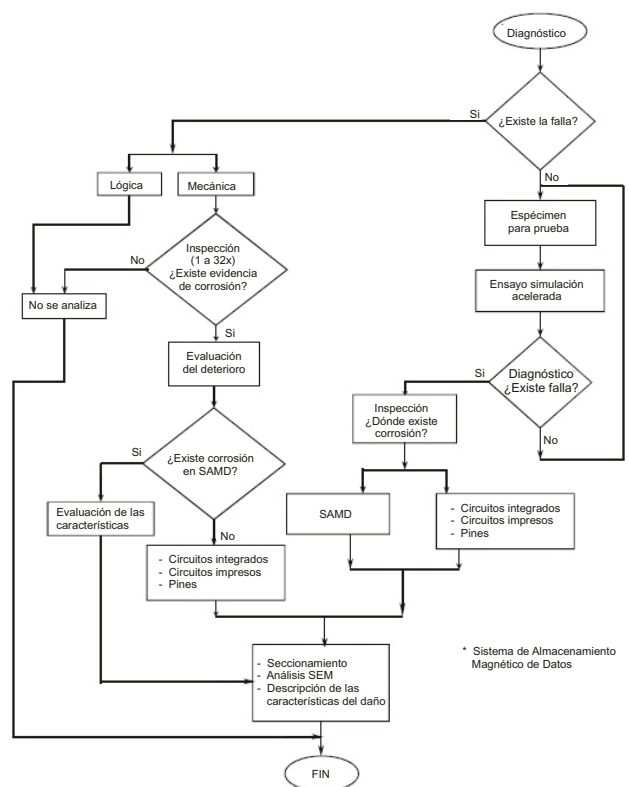 Diagnóstico
¿Existe la falla?
Si
No
Lógica
Mecánica
Espécimen
para prueba
Inspección
(1 a 32x)
¿Existe evidencia
de corrosión?
No
Si
No se analiza
Ensayo simulación
acelerada
Evaluación
del deterioro
Diagnóstico
¿Existe falla?
Si
No
Inspección
¿Dónde existe
corrosión?
¿Existe corrosión
en SAMD?
Si
No
Evaluación de las
características
SAMD
- Circuitos integrados
- Circuitos impresos
- Pines
- Circuitos integrados
- Circuitos impresos
- Pines
- Seccionamiento
- Análisis SEM
- Descripción de las
características del daño
* Sistema de Almacenamiento
Magnético de Datos
FIN